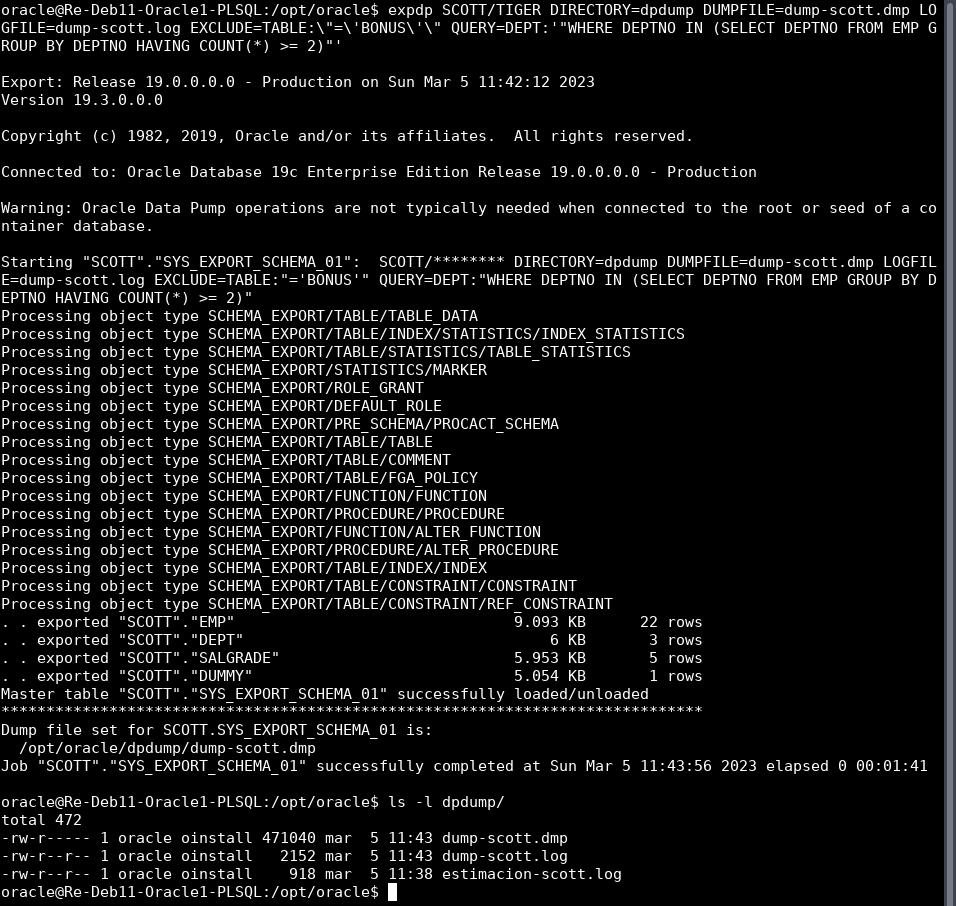 oracle@Re-Deb11-Oracle1-PLSQL:/opt/oracle$ expdp SCOTT/TIGER DIRECTORY=dpdump DUMPFILE=dump-scott.dmp LO
GFILE=dump-scott.log EXCLUDE=TABLE:\"=\'BONUS\'\" QUERY=DEPT:'"WHERE DEPTNO IN (SELECT DEPTNO FROM EMP G
ROUP BY DEPTNO HAVING COUNT(*) >= 2)"'

Export: Release 19.0.0.0.0 - Production on Sun Mar 5 11:42:12 2023
Version 19.3.0.0.0

Copyright (c) 1982, 2019, Oracle and/or its affiliates.  All rights reserved.

Connected to: Oracle Database 19c Enterprise Edition Release 19.0.0.0.0 - Production

Warning: Oracle Data Pump operations are not typically needed when connected to the root or seed of a co
ntainer database.

Starting "SCOTT"."SYS_EXPORT_SCHEMA_01":  SCOTT/******** DIRECTORY=dpdump DUMPFILE=dump-scott.dmp LOGFIL
E=dump-scott.log EXCLUDE=TABLE:"='BONUS'" QUERY=DEPT:"WHERE DEPTNO IN (SELECT DEPTNO FROM EMP GROUP BY D
EPTNO HAVING COUNT(*) >= 2)"
Processing object type SCHEMA_EXPORT/TABLE/TABLE_DATA
Processing object type SCHEMA_EXPORT/TABLE/INDEX/STATISTICS/INDEX_STATISTICS
Processing object type SCHEMA_EXPORT/TABLE/STATISTICS/TABLE_STATISTICS
Processing object type SCHEMA_EXPORT/STATISTICS/MARKER
Processing object type SCHEMA_EXPORT/ROLE_GRANT
Processing object type SCHEMA_EXPORT/DEFAULT_ROLE
Processing object type SCHEMA_EXPORT/PRE_SCHEMA/PROCACT_SCHEMA
Processing object type SCHEMA_EXPORT/TABLE/TABLE
Processing object type SCHEMA_EXPORT/TABLE/COMMENT
Processing object type SCHEMA_EXPORT/TABLE/FGA_POLICY
Processing object type SCHEMA_EXPORT/FUNCTION/FUNCTION
Processing object type SCHEMA_EXPORT/PROCEDURE/PROCEDURE
Processing object type SCHEMA_EXPORT/FUNCTION/ALTER_FUNCTION
Processing object type SCHEMA_EXPORT/PROCEDURE/ALTER_PROCEDURE
Processing object type SCHEMA_EXPORT/TABLE/INDEX/INDEX
Processing object type SCHEMA_EXPORT/TABLE/CONSTRAINT/CONSTRAINT
Processing object type SCHEMA_EXPORT/TABLE/CONSTRAINT/REF_CONSTRAINT
. . exported "SCOTT"."EMP"                               9.093 KB      22 rows
. . exported "SCOTT"."DEPT"                                  6 KB       3 rows
. . exported "SCOTT"."SALGRADE"                          5.953 KB       5 rows
. . exported "SCOTT"."DUMMY"                             5.054 KB       1 rows
Master table "SCOTT"."SYS_EXPORT_SCHEMA_01" successfully loaded/unloaded
******************************************************************************
Dump file set for SCOTT.SYS_EXPORT_SCHEMA_01 is:
  /opt/oracle/dpdump/dump-scott.dmp
Job "SCOTT"."SYS_EXPORT_SCHEMA_01" successfully completed at Sun Mar 5 11:43:56 2023 elapsed 0 00:01:41

oracle@Re-Deb11-Oracle1-PLSQL:/opt/oracle$ ls -l dpdump/
total 472
-rw-r----- 1 oracle oinstall 471040 mar  5 11:43 dump-scott.dmp
-rw-r--r-- 1 oracle oinstall   2152 mar  5 11:43 dump-scott.log
-rw-r--r-- 1 oracle oinstall    918 mar  5 11:38 estimacion-scott.log
oracle@Re-Deb11-Oracle1-PLSQL:/opt/oracle$